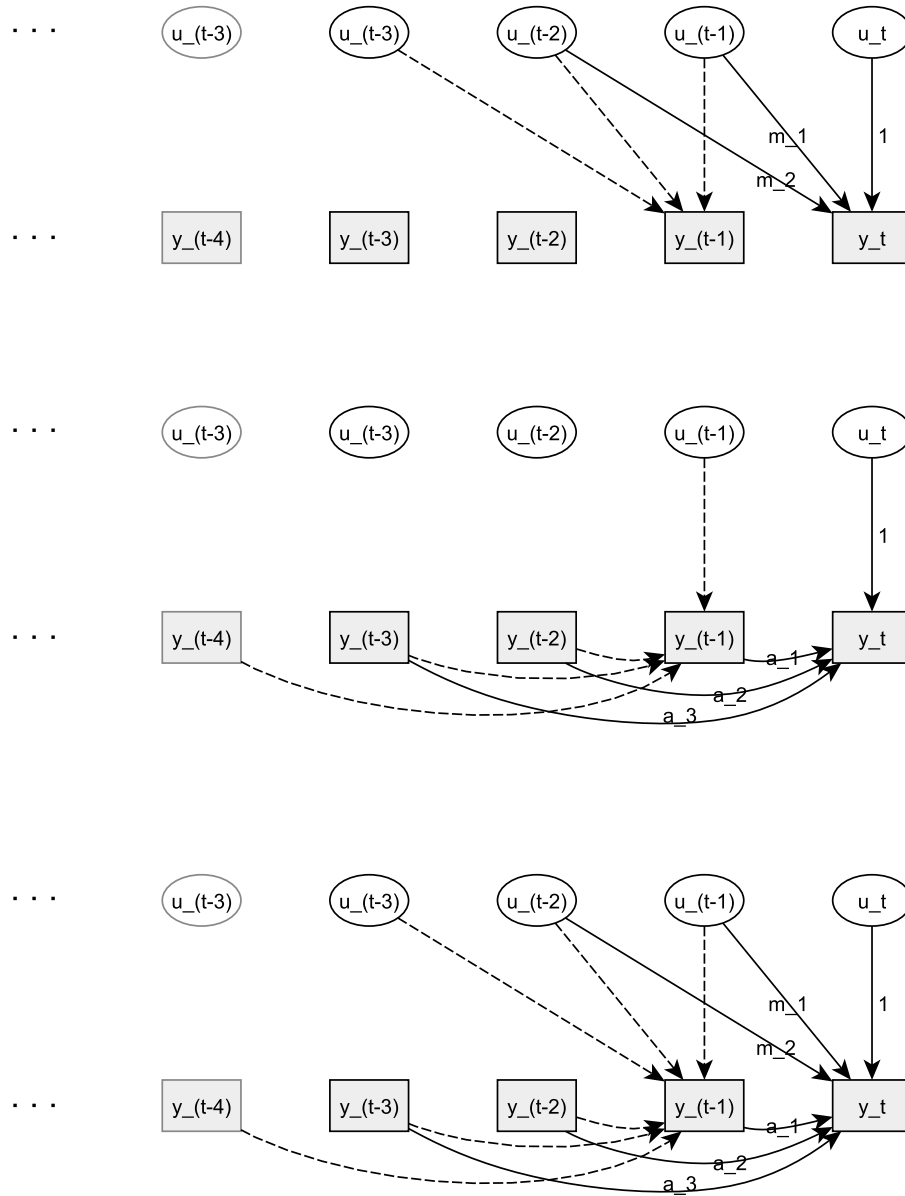 . . . u_(t-3) u_(t-3) u_(t-2) u_(t-1) u_t
m_1 1
m_2
. . . y_(t-4) y_(t-3) y_(t-2) y_(t-1) y_t
. . . u_(t-3) u_(t-3) u_(t-2) u_(t-1) u_t
1
. . . y_(t-4) y_(t-3) y_(t-2) y_(t-1) y_t
a_1
a_2
a_3
. . . u_(t-3) u_(t-3) u_(t-2) u_(t-1) u_t
m_1 1
m_2
. . . y_(t-4) y_(t-3) y_(t-2) y_(t-1) y_t
a_1
a_2
a_3